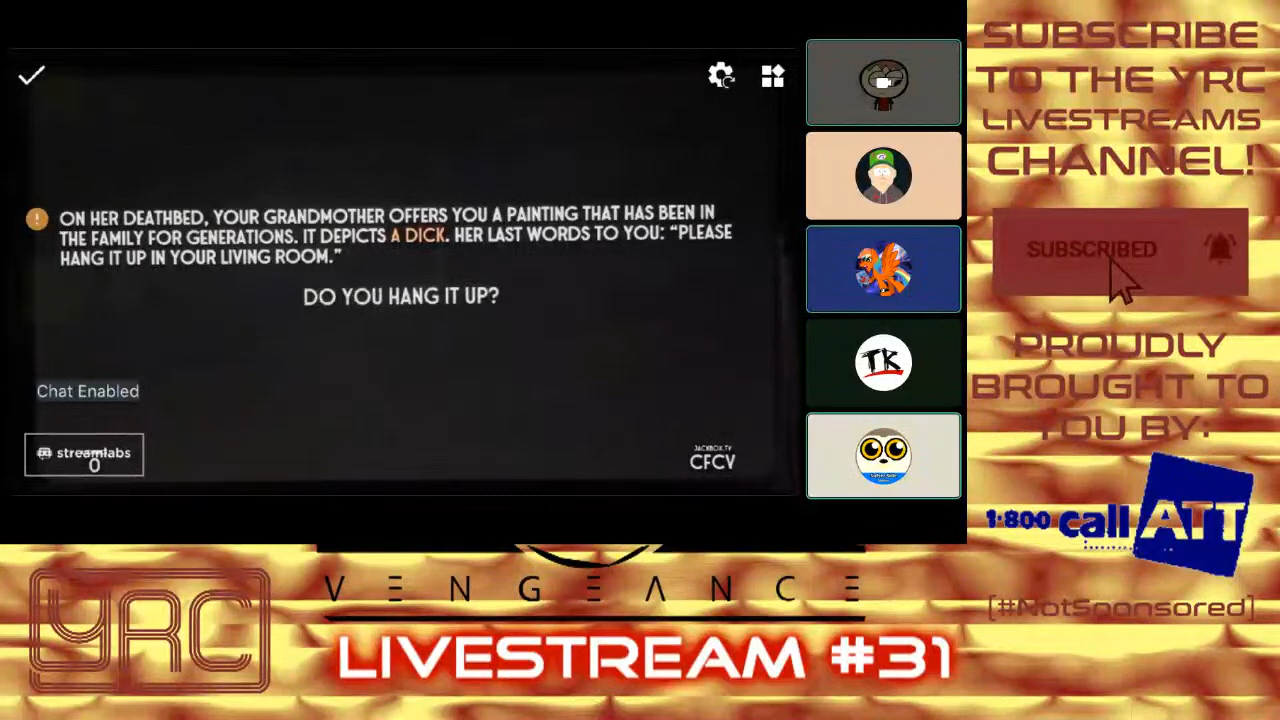 ON HER DEATHBED, YOUR GRANDMOTHER OFFERS YOU A PAINTING THAT HAS BEEN IN
THE FAMILY FOR GENERATIONS. IT DEPICTS A DICK. HER LAST WORDS TO YOU: “PLEASE
HANG IT UP IN YOUR LIVING ROOM.”
DO YOU HANG IT UP?
Chat Enabled
streamlabs
0
JACKBOX.TV
CFCV
TK
SUBSCRIBE
TO THE YRC
LIVESTREAMS
CHANNEL!
SUBSCRIBED
PROUDLY
BROUGHT TO
YOU BY:
1·800 call ATT
[#NotSponsored]
YRC
VENGEANCE
LIVESTREAM #31